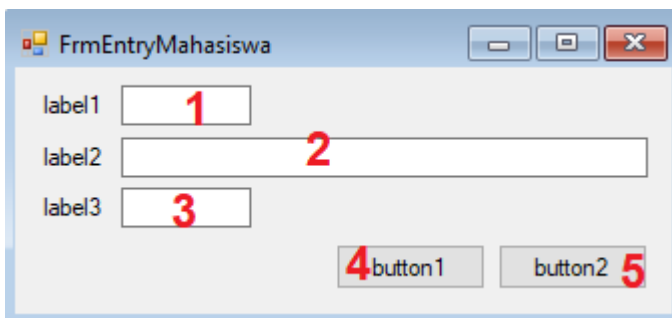 FrmEntryMahasiswa
label1 1
label2 2
label3 3
4 button1 button2 5